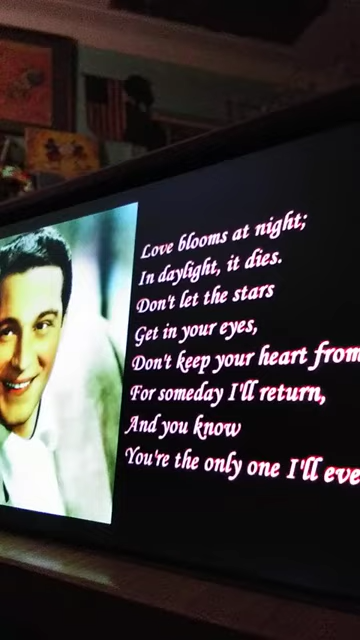 Love blooms at night;
In daylight, it dies.
Don't let the stars
Get in your eyes,
Don't keep your heart from
For someday I'll return,
And you know
You're the only one I'll eve